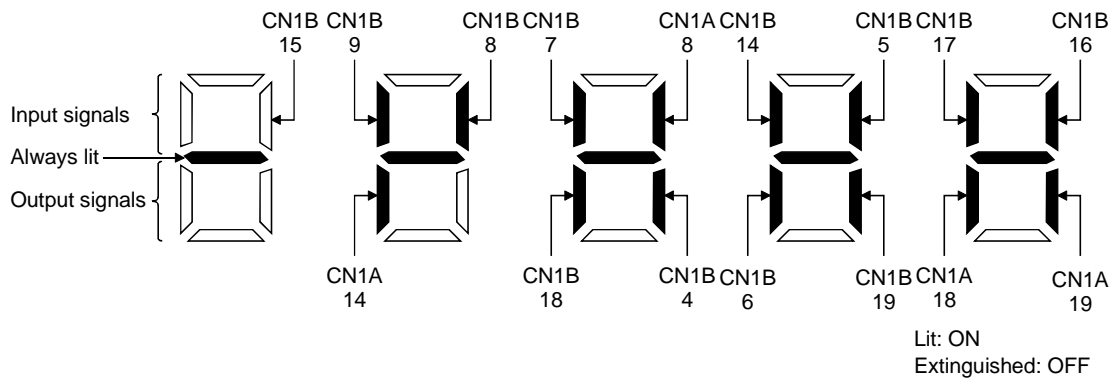 CN1B CN1B CN1B CN1B CN1A CN1B CN1B CN1B CN1B
15 9 8 7 8 14 5 17 16
Input signals
Always lit
Output signals
CN1A CN1B CN1B CN1B CN1B CN1A CN1A
14 18 4 6 19 18 19
Lit: ON
Extinguished: OFF